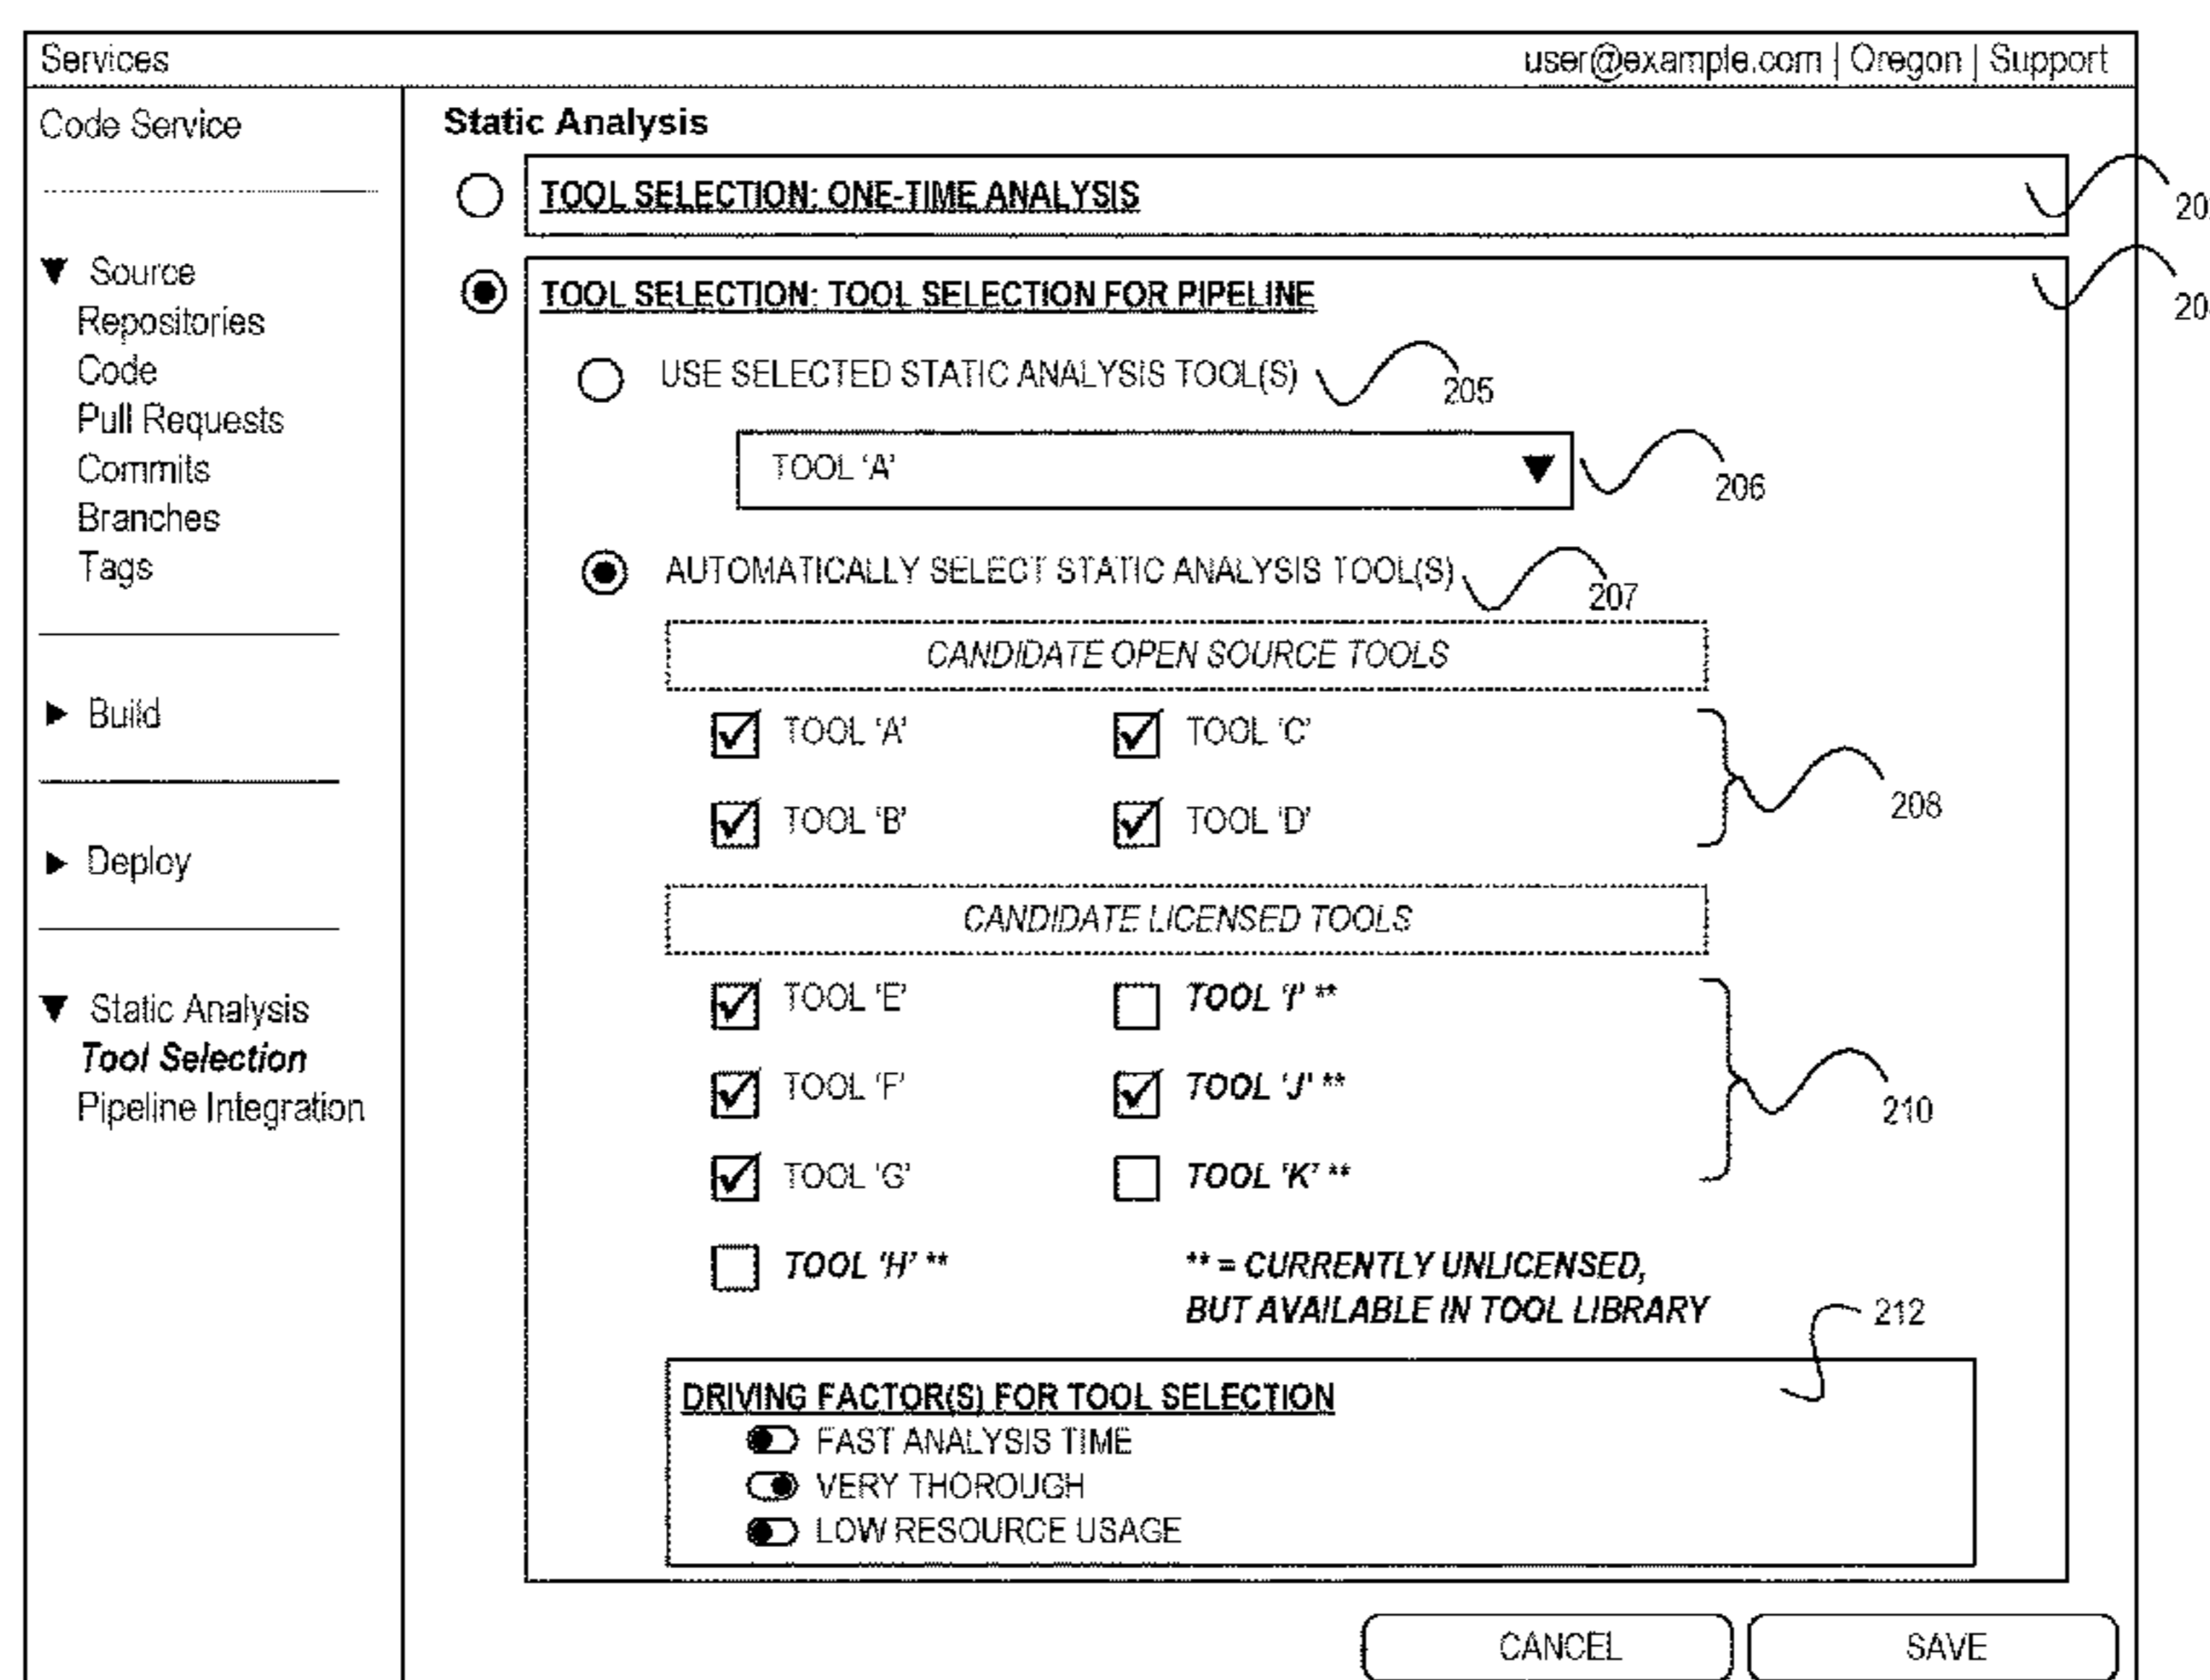 Services
user@example.com | Oregon | Support
Code Service
▼ Source
Repositories
Code
Pull Requests
Commits
Branches
Tags
▶ Build
▶ Deploy
▼ Static Analysis
Tool Selection
Pipeline Integration
Static Analysis
TOOL SELECTION: ONE-TIME ANALYSIS
TOOL SELECTION: TOOL SELECTION FOR PIPELINE
USE SELECTED STATIC ANALYSIS TOOL(S)
205
TOOL 'A'
206
AUTOMATICALLY SELECT STATIC ANALYSIS TOOL(S)
207
CANDIDATE OPEN SOURCE TOOLS
TOOL 'A' TOOL 'C'
TOOL 'B' TOOL 'D'
208
CANDIDATE LICENSED TOOLS
TOOL 'E' TOOL 'I' **
TOOL 'F' TOOL 'J' **
210
TOOL 'G' TOOL 'K' **
TOOL 'H' ** ** = CURRENTLY UNLICENSED,
BUT AVAILABLE IN TOOL LIBRARY
212
DRIVING FACTOR(S) FOR TOOL SELECTION
FAST ANALYSIS TIME
VERY THOROUGH
LOW RESOURCE USAGE
CANCEL SAVE